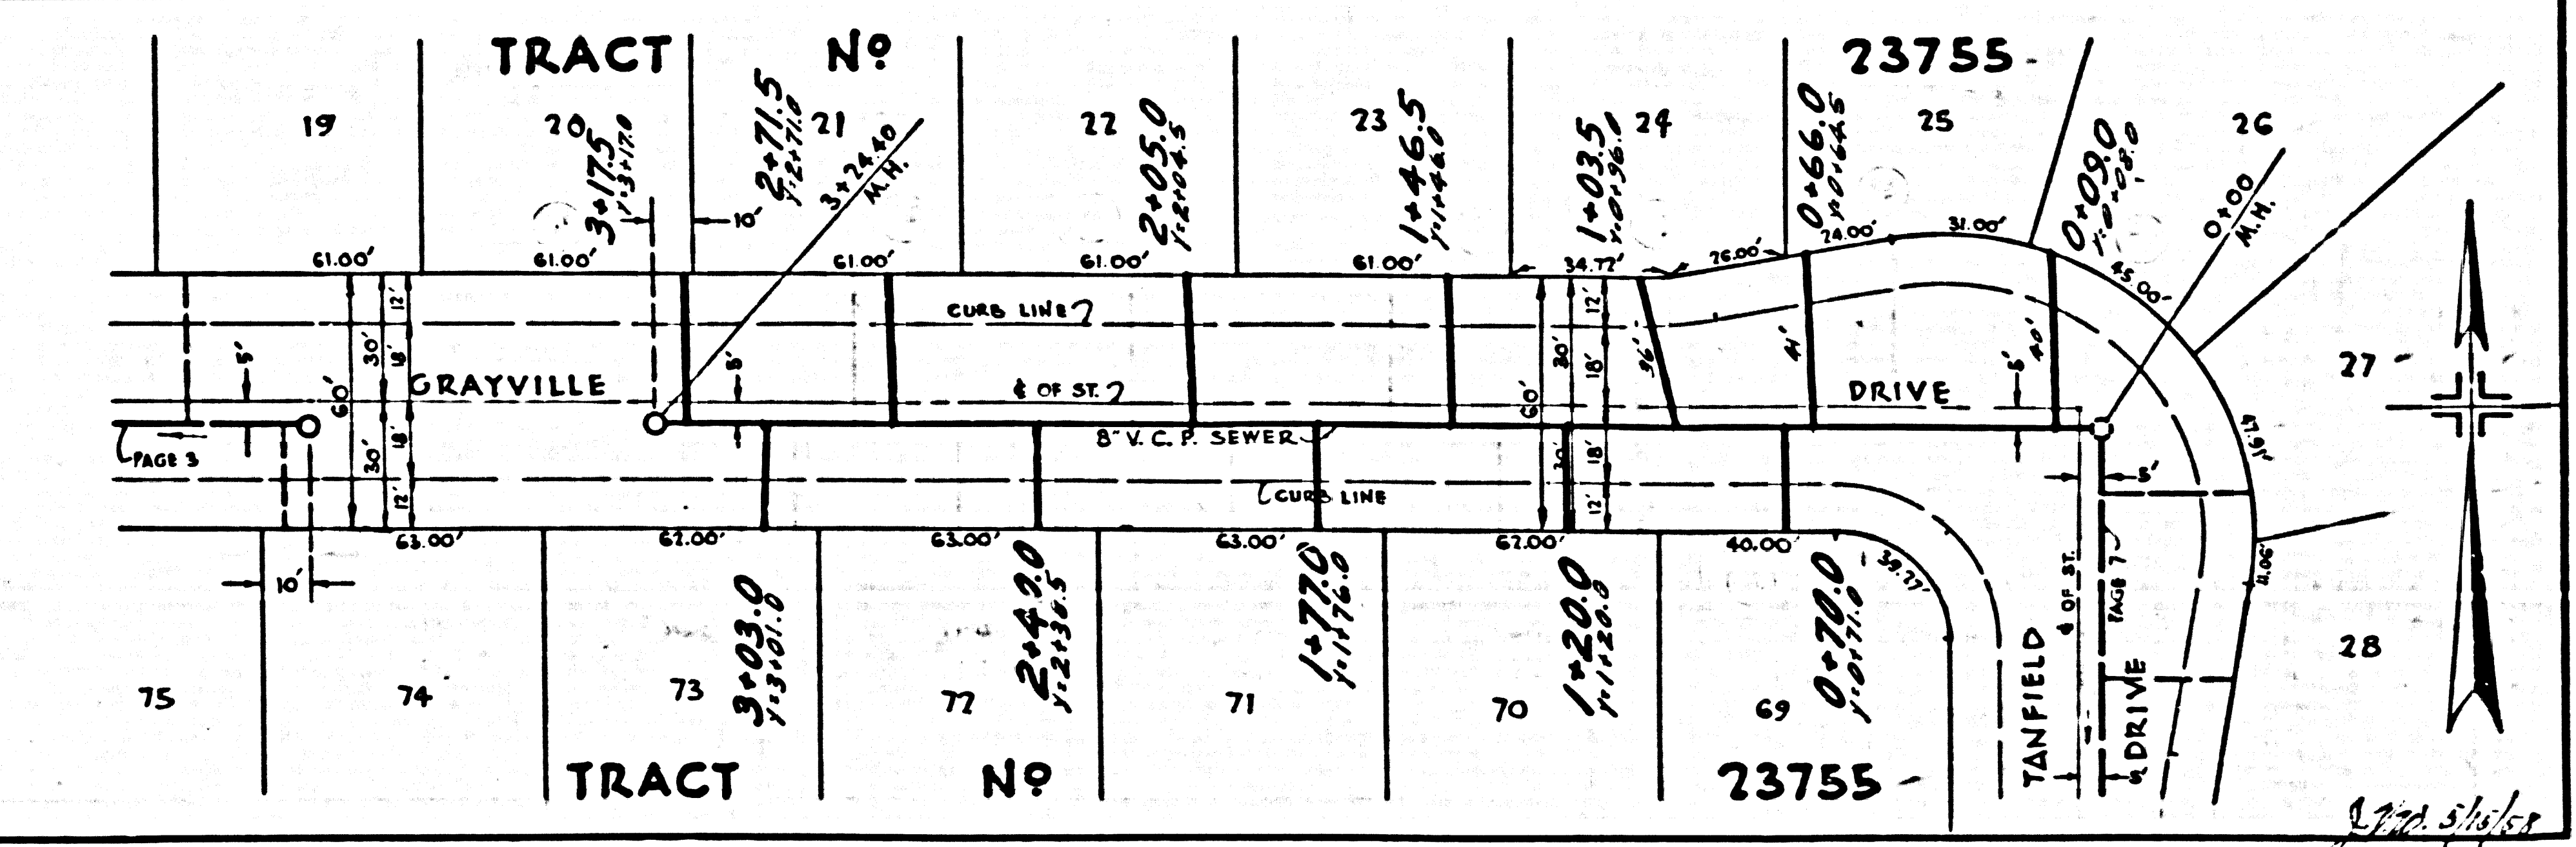 TRACT Nº 23755
19
20
21
22
23
24
25
26
27
28
3+17.5
Y=3+17.0
2+71.5
Y=2+71.0
3+24.40
M.H.
2+05.0
Y=2+04.5
1+46.5
Y=1+46.0
1+03.5
Y=0+96.0
0+66.0
Y=0+64.5
0+09.0
Y=0+08.0
0+00
M.H.
10'
61.00'
61.00'
61.00'
61.00'
61.00'
34.72'
26.00'
24.00'
31.00'
45.00'
47.91'
11.06'
CURB LINE
12'
30'
18'
60'
5'
GRAYVILLE
DRIVE
₵ OF ST.
5'
36'
41'
40'
5'
12'
30'
18'
60'
8" V. C. P. SEWER
PAGE 3
18'
30'
12'
CURB LINE
18'
30'
12'
5'
63.00'
62.00'
63.00'
63.00'
62.00'
40.00'
39.27'
10'
3+03.0
Y=3+01.0
1+77.0
Y=1+76.0
1+20.0
Y=1+20.0
0+70.0
Y=0+71.0
75
74
73
72
71
70
69
₵ OF ST.
PAGE 7
TANFIELD
DRIVE
5'
TRACT Nº 23755
5/15/58